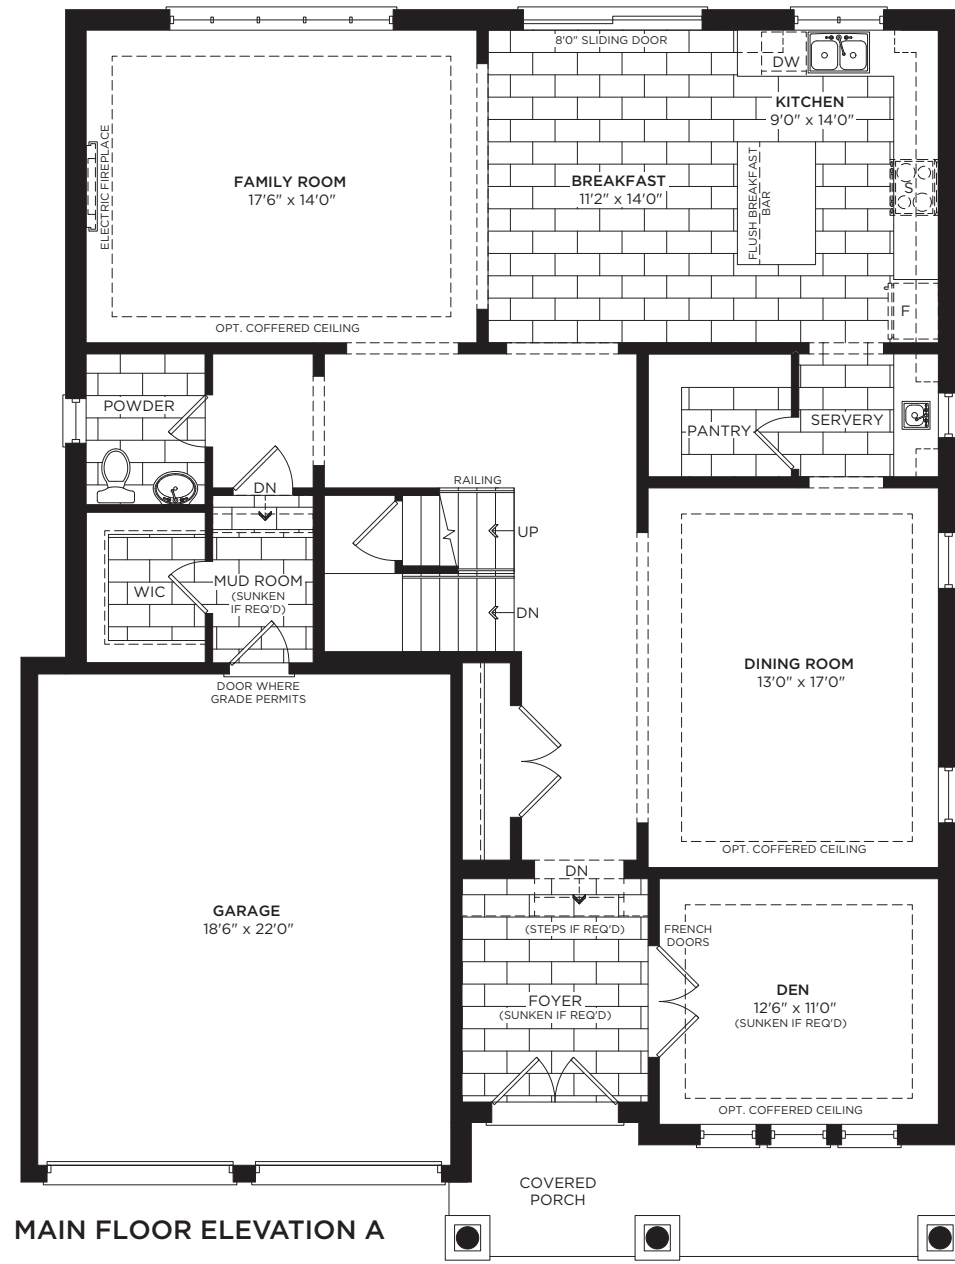 8'0" SLIDING DOOR
DW
KITCHEN
9'0" x 14'0"
ELECTRIC FIREPLACE
FAMILY ROOM
17'6" x 14'0"
BREAKFAST
11'2" x 14'0"
FLUSH BREAKFAST
BAR
S
F
OPT. COFFERED CEILING
POWDER
PANTRY
SERVERY
RAILING
DN
UP
WIC
MUD ROOM
(SUNKEN
IF REQ'D)
DN
DINING ROOM
13'0" x 17'0"
DOOR WHERE
GRADE PERMITS
OPT. COFFERED CEILING
DN
GARAGE
18'6" x 22'0"
(STEPS IF REQ'D)
FRENCH
DOORS
FOYER
(SUNKEN IF REQ'D)
DEN
12'6" x 11'0"
(SUNKEN IF REQ'D)
OPT. COFFERED CEILING
COVERED
PORCH
MAIN FLOOR ELEVATION A